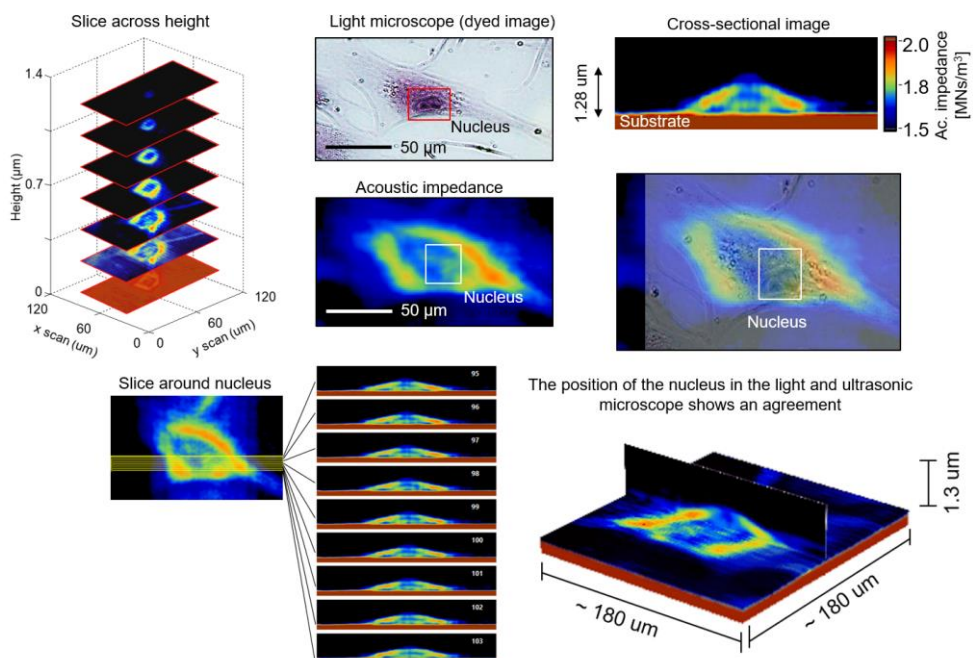 Slice across height
1.4
0.7
0
Height (µm)
120
60
0
x scan (um)
0
60
120
y scan (um)
Light microscope (dyed image)
Nucleus
50 µm
Cross-sectional image
1.28 um
Substrate
2.0
1.8
1.5
Ac. impedance
[MNs/m³]
Acoustic impedance
Nucleus
50 µm
Nucleus
Slice around nucleus
95
96
97
98
99
100
101
102
103
The position of the nucleus in the light and ultrasonic
microscope shows an agreement
1.3 um
~ 180 um
~ 180 um